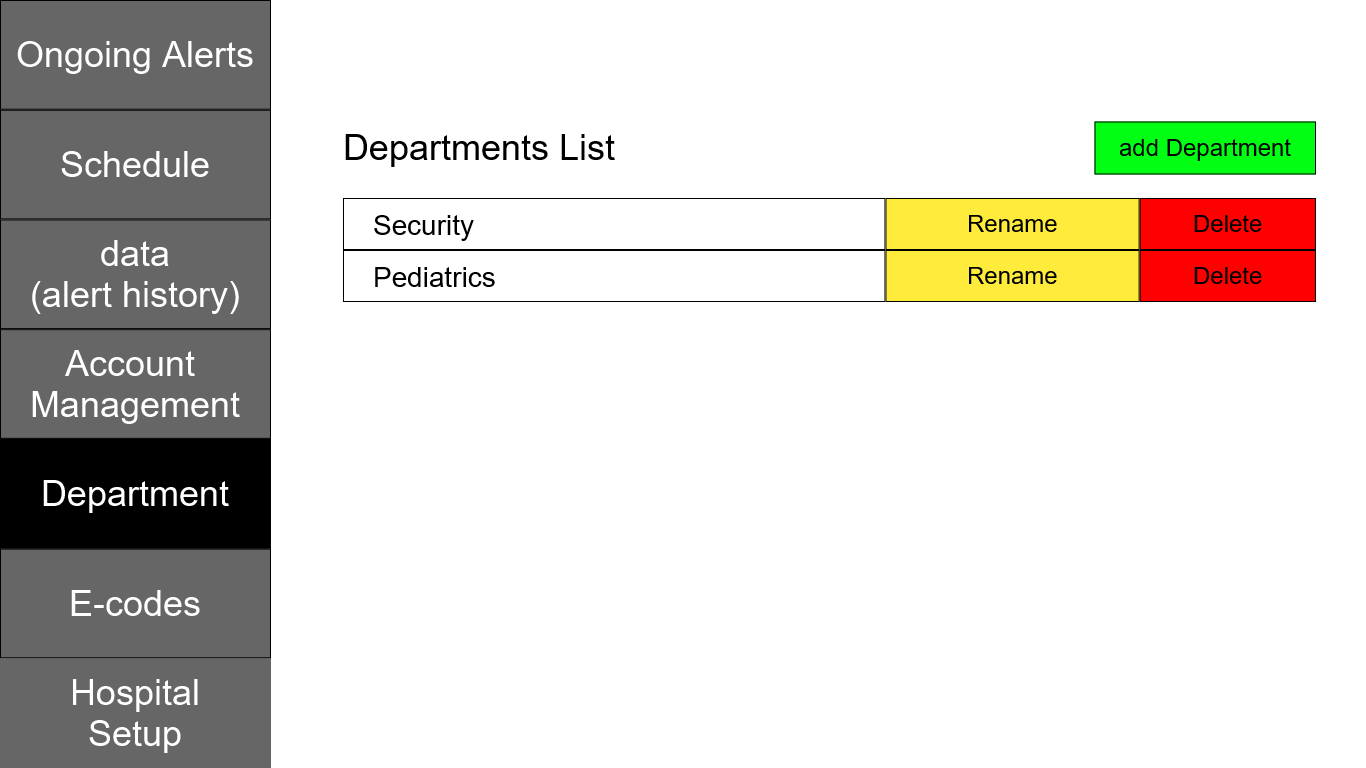 Ongoing Alerts
Schedule
data
(alert history)
Account
Management
Department
E-codes
Hospital
Setup
Departments List
add Department
Security Rename Delete
Pediatrics Rename Delete